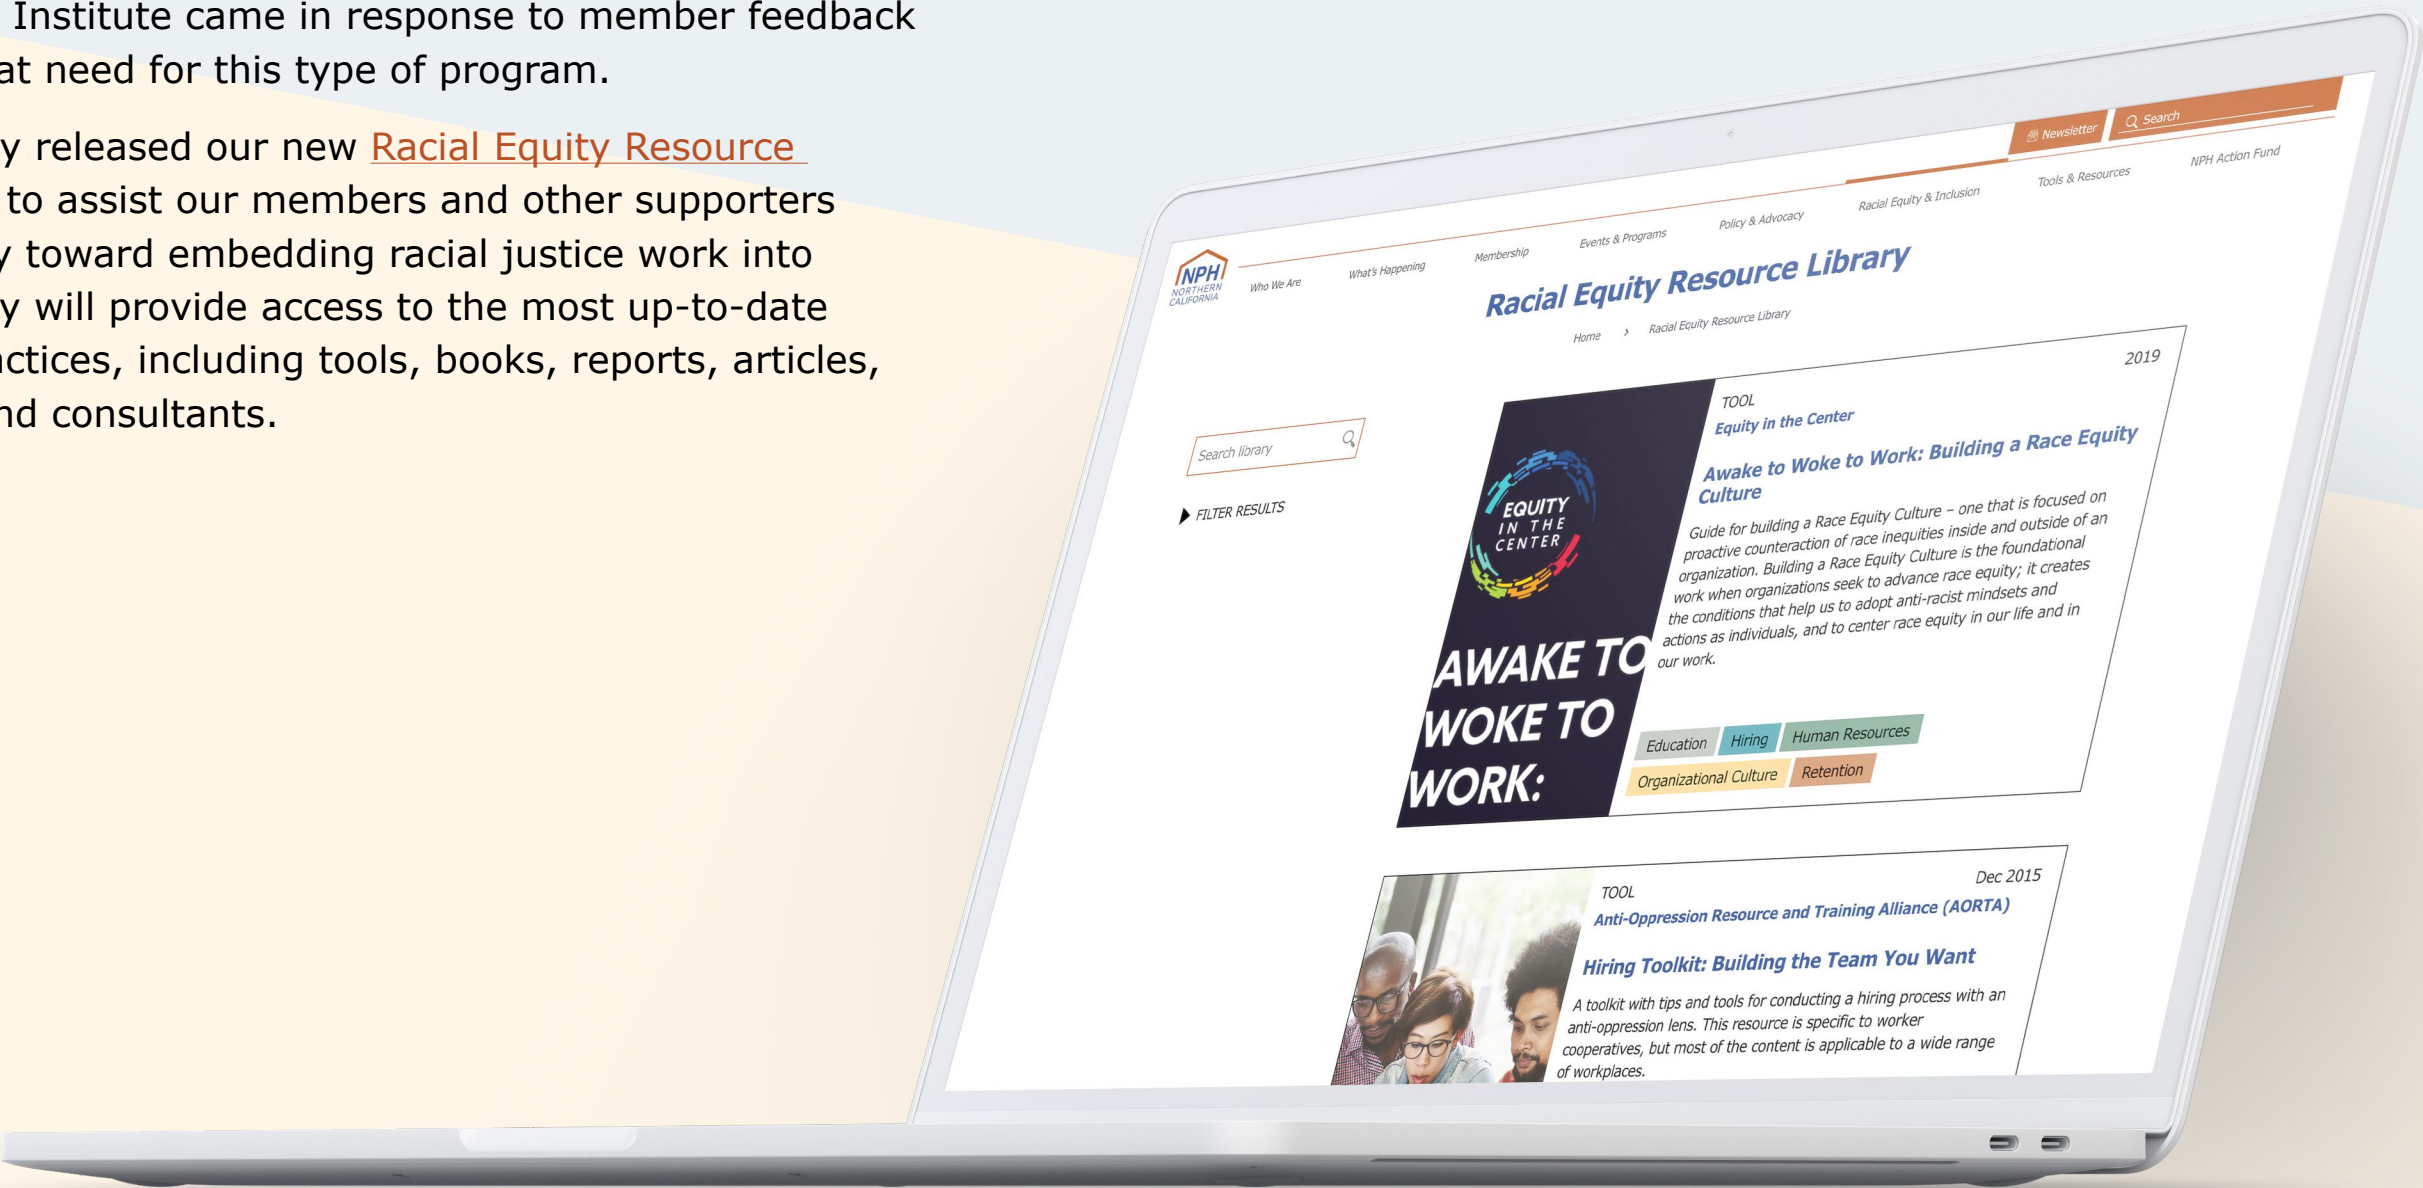 Institute came in response to member feedback
at need for this type of program.
y released our new Racial Equity Resource
to assist our members and other supporters
y toward embedding racial justice work into
y will provide access to the most up-to-date
actices, including tools, books, reports, articles,
nd consultants.
Newsletter
Search
NPH
NORTHERN
CALIFORNIA
Who We Are
What's Happening
Membership
Events & Programs
Policy & Advocacy
Racial Equity & Inclusion
Tools & Resources
NPH Action Fund
Racial Equity Resource Library
Home > Racial Equity Resource Library
Search library
FILTER RESULTS
EQUITY
IN THE
CENTER
AWAKE TO
WOKE TO
WORK:
2019
TOOL
Equity in the Center
Awake to Woke to Work: Building a Race Equity
Culture
Guide for building a Race Equity Culture – one that is focused on
proactive counteraction of race inequities inside and outside of an
organization. Building a Race Equity Culture is the foundational
work when organizations seek to advance race equity; it creates
the conditions that help us to adopt anti-racist mindsets and
actions as individuals, and to center race equity in our life and in
our work.
Education
Hiring
Human Resources
Organizational Culture
Retention
Dec 2015
TOOL
Anti-Oppression Resource and Training Alliance (AORTA)
Hiring Toolkit: Building the Team You Want
A toolkit with tips and tools for conducting a hiring process with an
anti-oppression lens. This resource is specific to worker
cooperatives, but most of the content is applicable to a wide range
of workplaces.